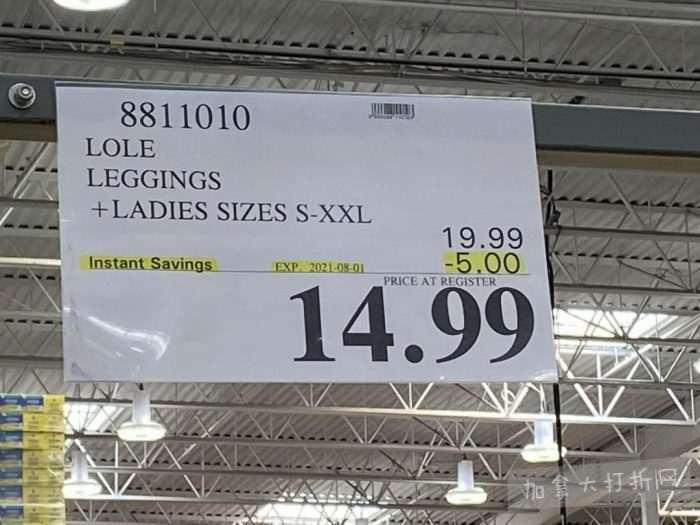 8811010
LOLE
LEGGINGS
+LADIES SIZES S-XXL
19.99
Instant Savings EXP. 2021-08-01 -5.00
PRICE AT REGISTER
14.99
加拿大打折网